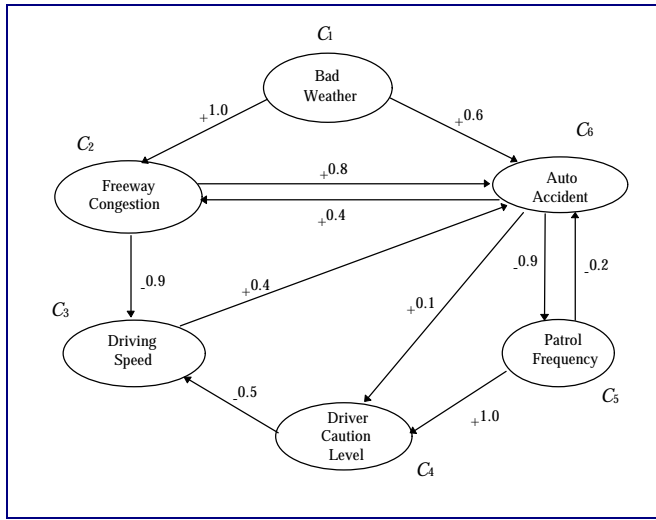 C1
Bad
Weather
+1.0
+0.6
C2
C6
Freeway
Congestion
+0.8
Auto
Accident
+0.4
-0.9
+0.4
-0.9
-0.2
C3
+0.1
Driving
Speed
Patrol
Frequency
-0.5
C5
Driver
Caution
Level
+1.0
C4